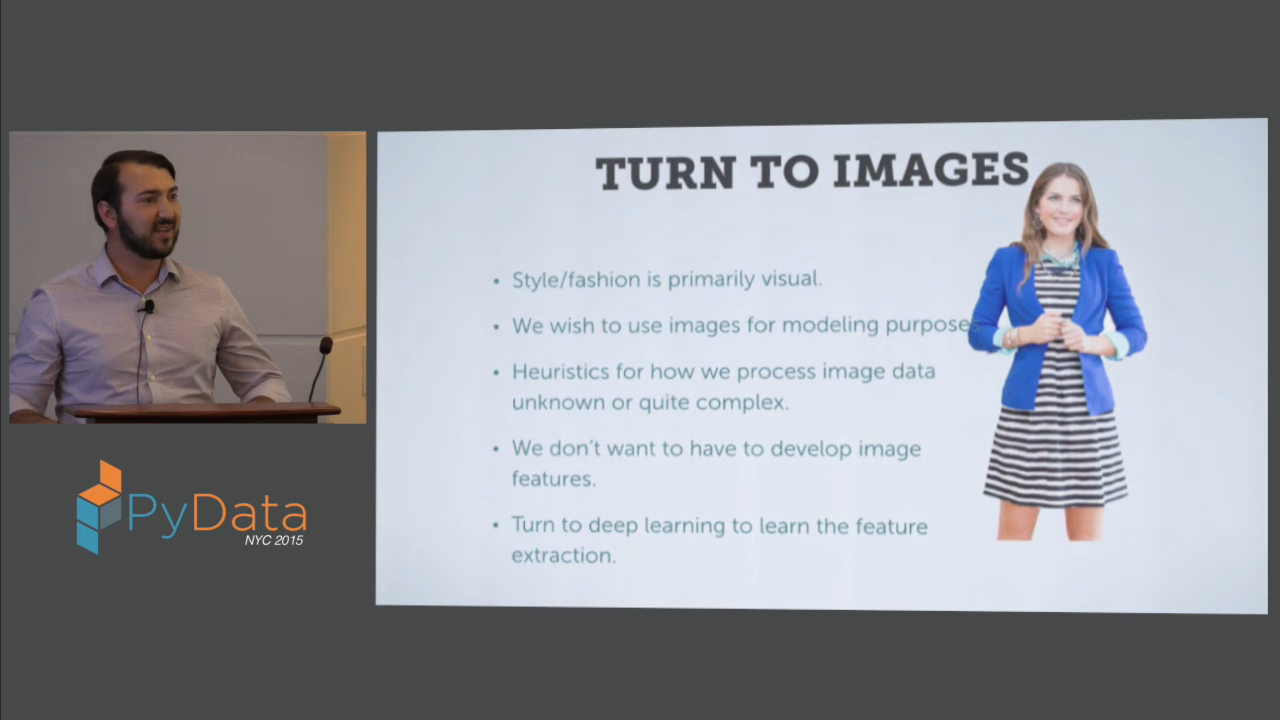 TURN TO IMAGES
• Style/fashion is primarily visual.
• We wish to use images for modeling purposes
• Heuristics for how we process image data
unknown or quite complex.
• We don't want to have to develop image
features.
• Turn to deep learning to learn the feature
extraction.
PyData
NYC 2015